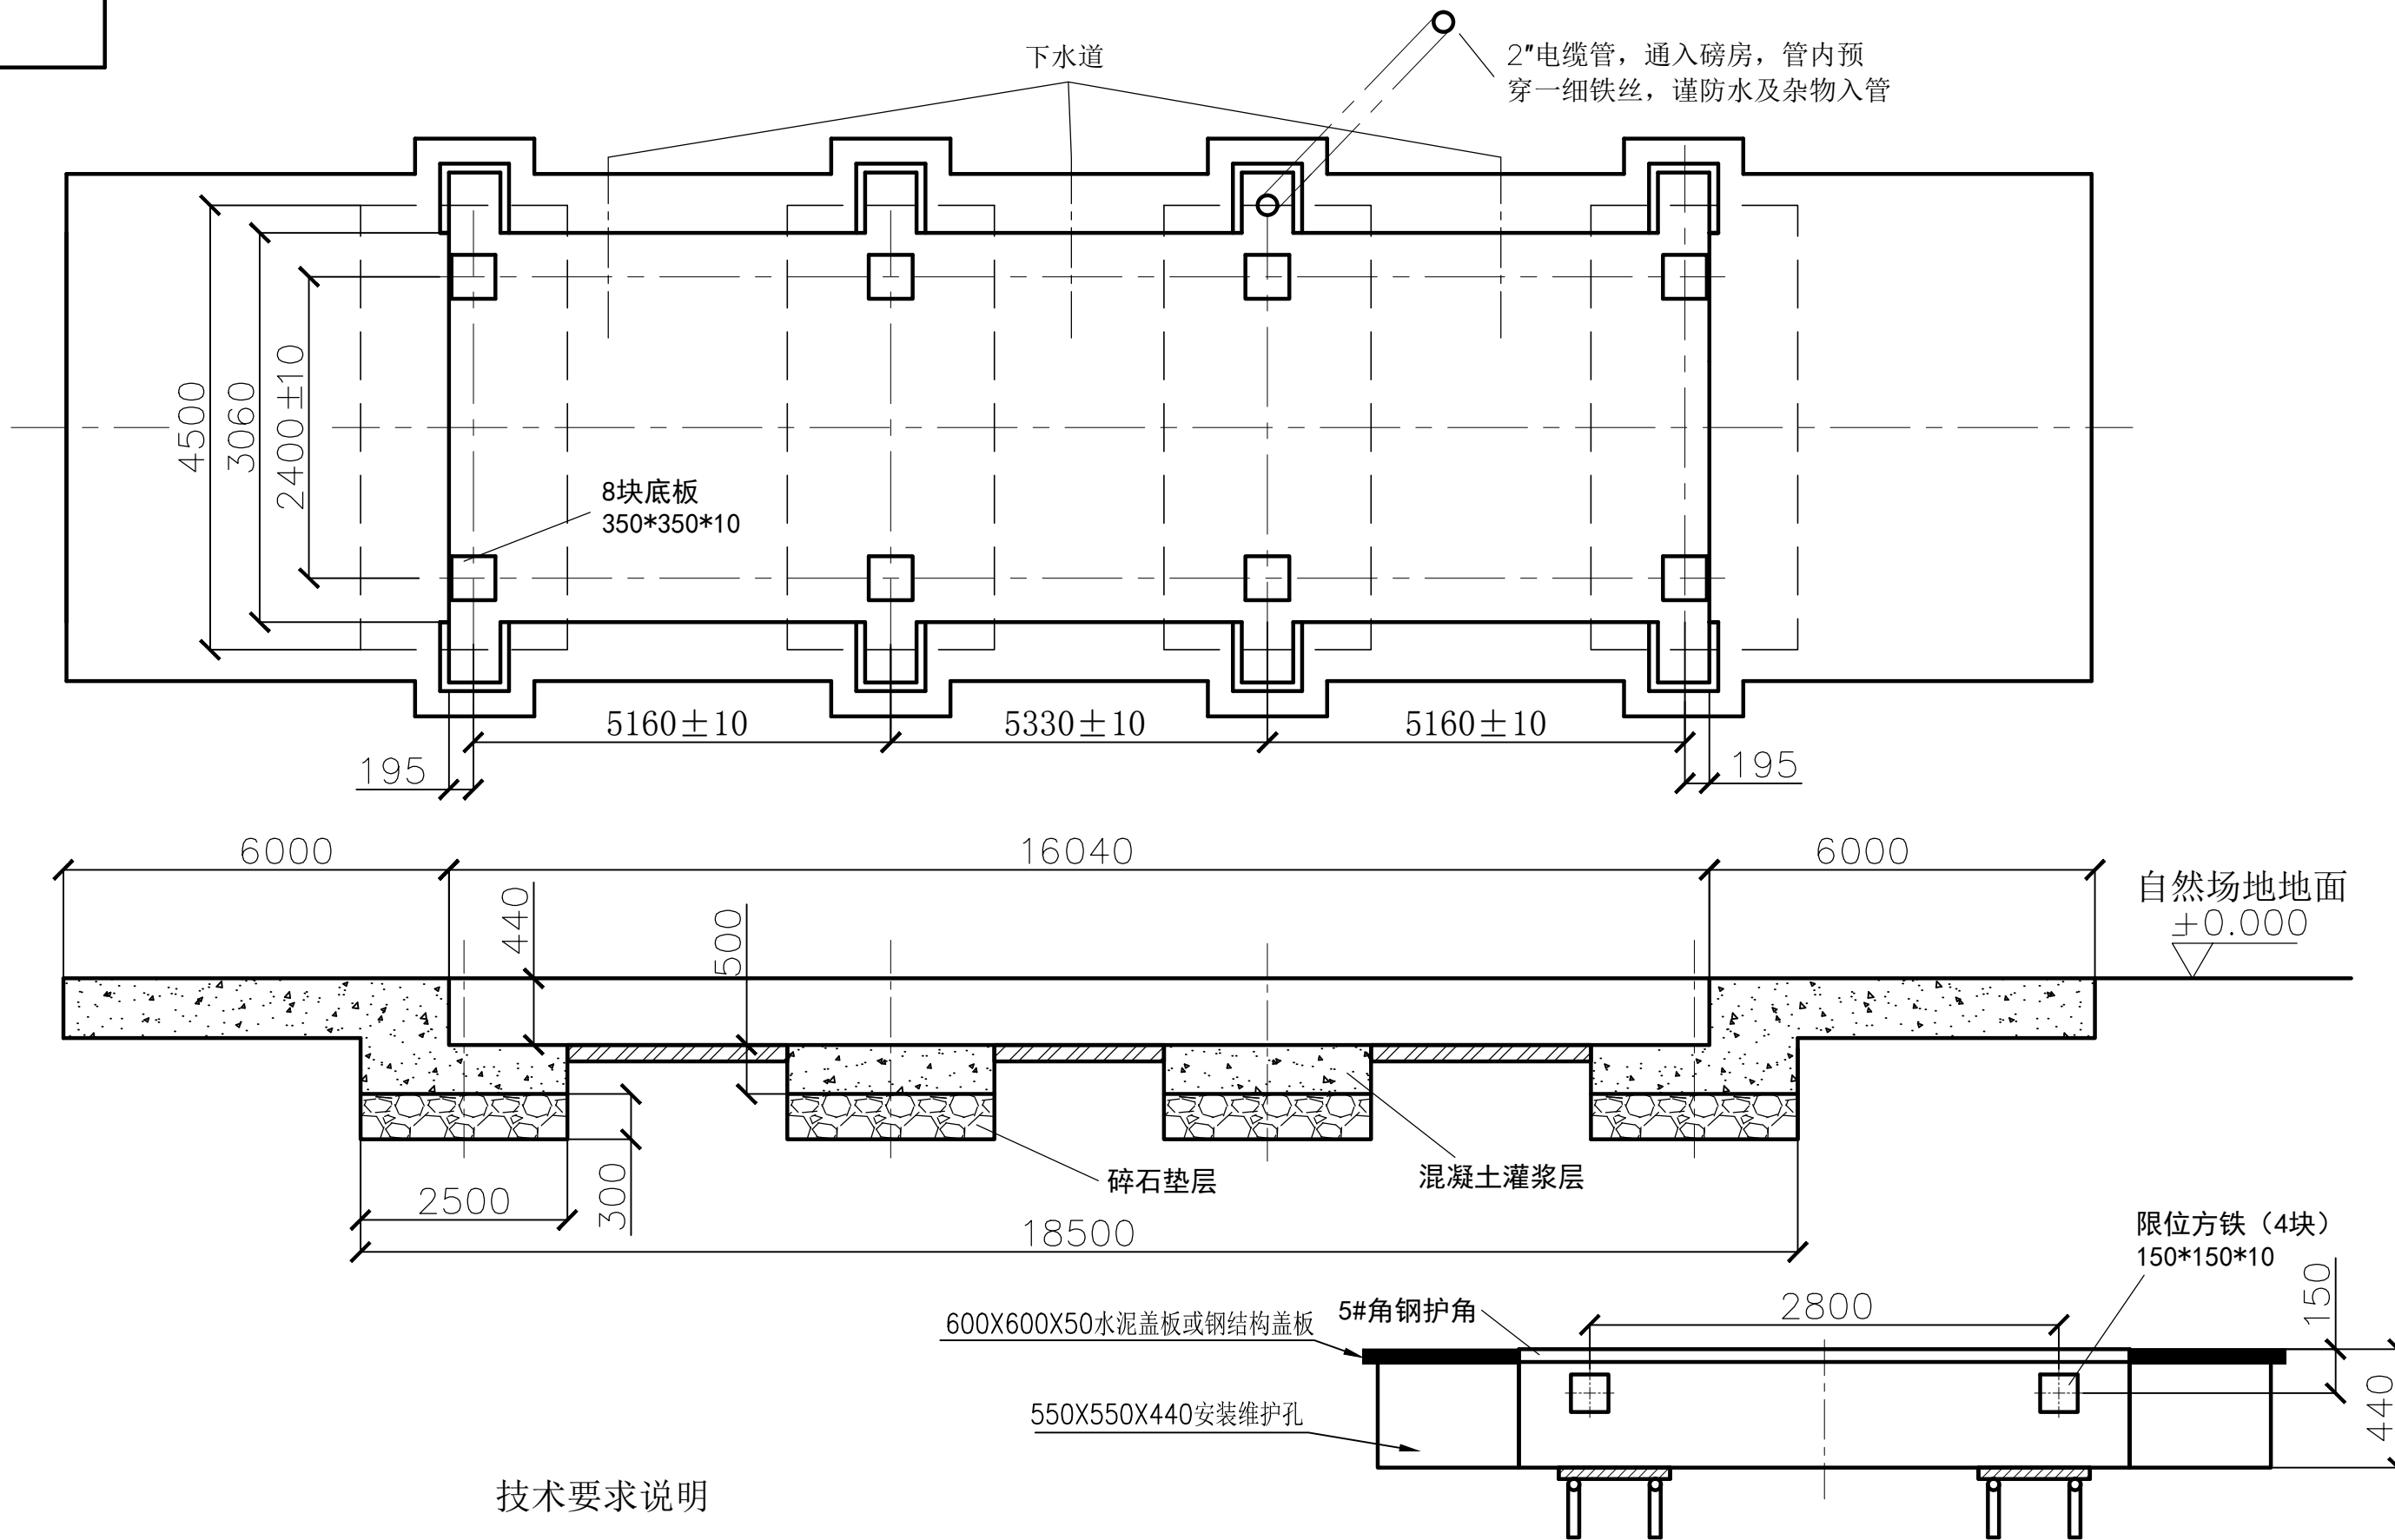 下水道
2"电缆管，通入磅房，管内预
穿一细铁丝，谨防水及杂物入管
4500
3060
2400±10
8块底板
350*350*10
5160±10
5330±10
5160±10
195
195
6000
16040
6000
440
500
自然场地地面
±0.000
碎石垫层
混凝土灌浆层
2500
300
18500
限位方铁（4块）
150*150*10
600X600X50水泥盖板或钢结构盖板
5#角钢护角
2800
150
550X550X440安装维护孔
440
技术要求说明